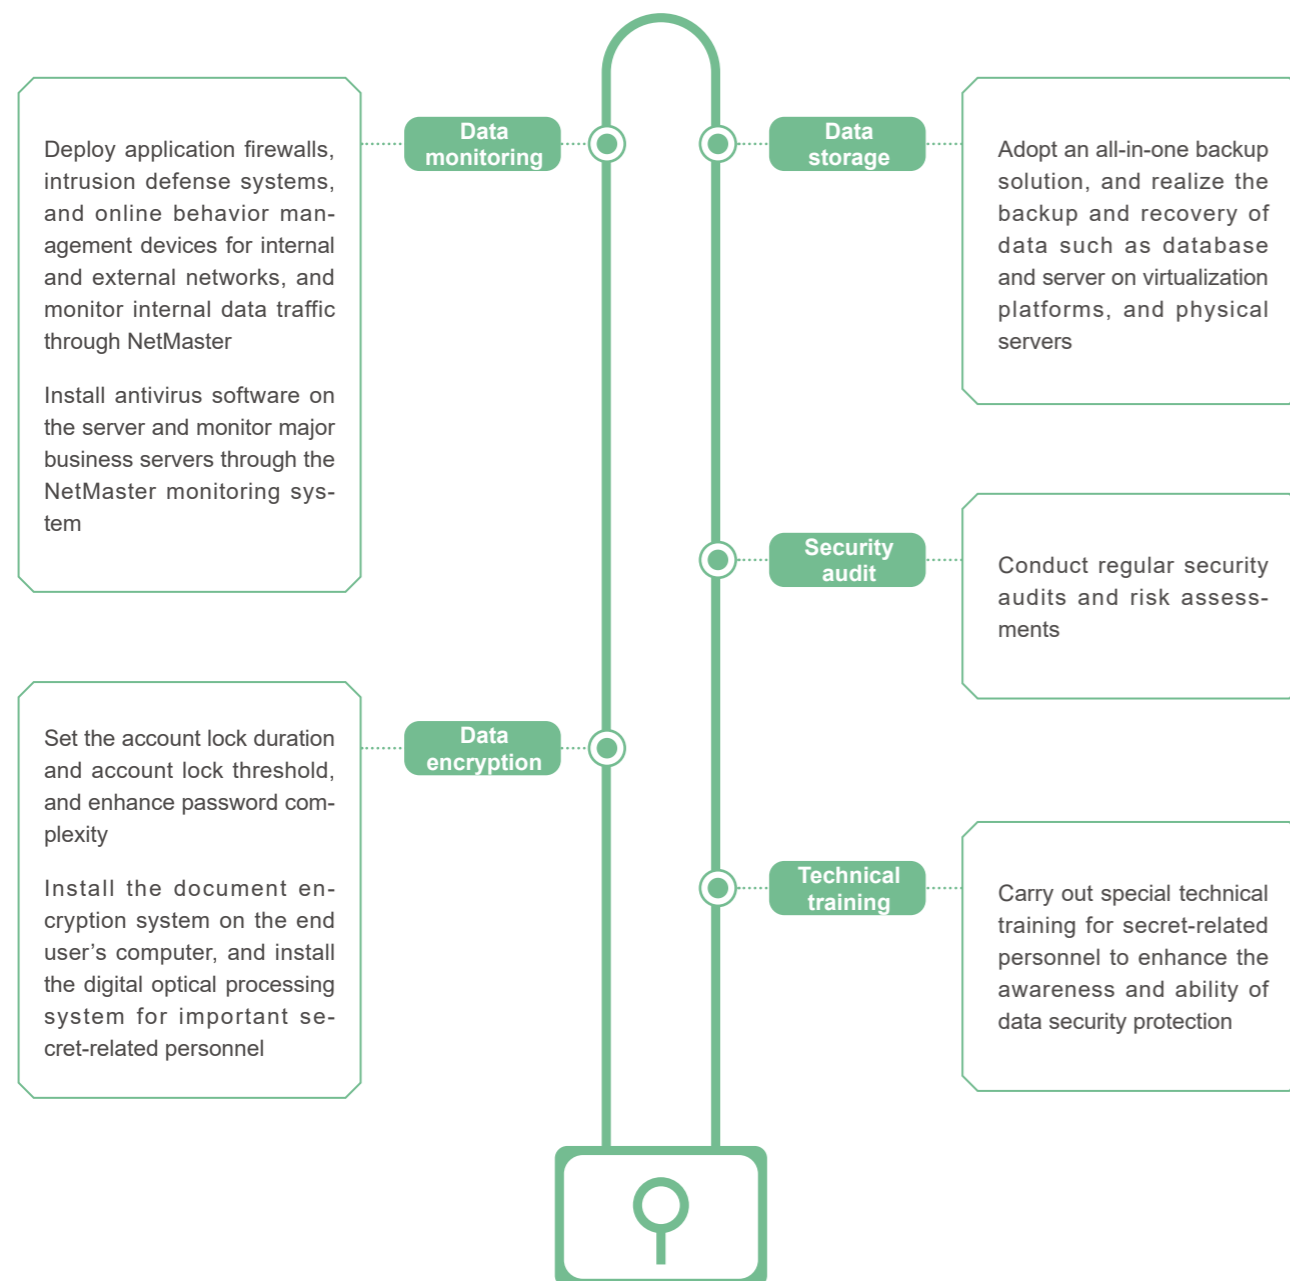 Data
monitoring
Deploy application firewalls,
intrusion defense systems,
and online behavior man-
agement devices for internal
and external networks, and
monitor internal data traffic
through NetMaster
Install antivirus software on
the server and monitor major
business servers through the
NetMaster monitoring sys-
tem
Data
encryption
Set the account lock duration
and account lock threshold,
and enhance password com-
plexity
Install the document en-
cryption system on the end
user’s computer, and install
the digital optical processing
system for important se-
cret-related personnel
Data
storage
Adopt an all-in-one backup
solution, and realize the
backup and recovery of
data such as database
and server on virtualization
platforms, and physical
servers
Security
audit
Conduct regular security
audits and risk assess-
ments
Technical
training
Carry out special technical
training for secret-related
personnel to enhance the
awareness and ability of
data security protection